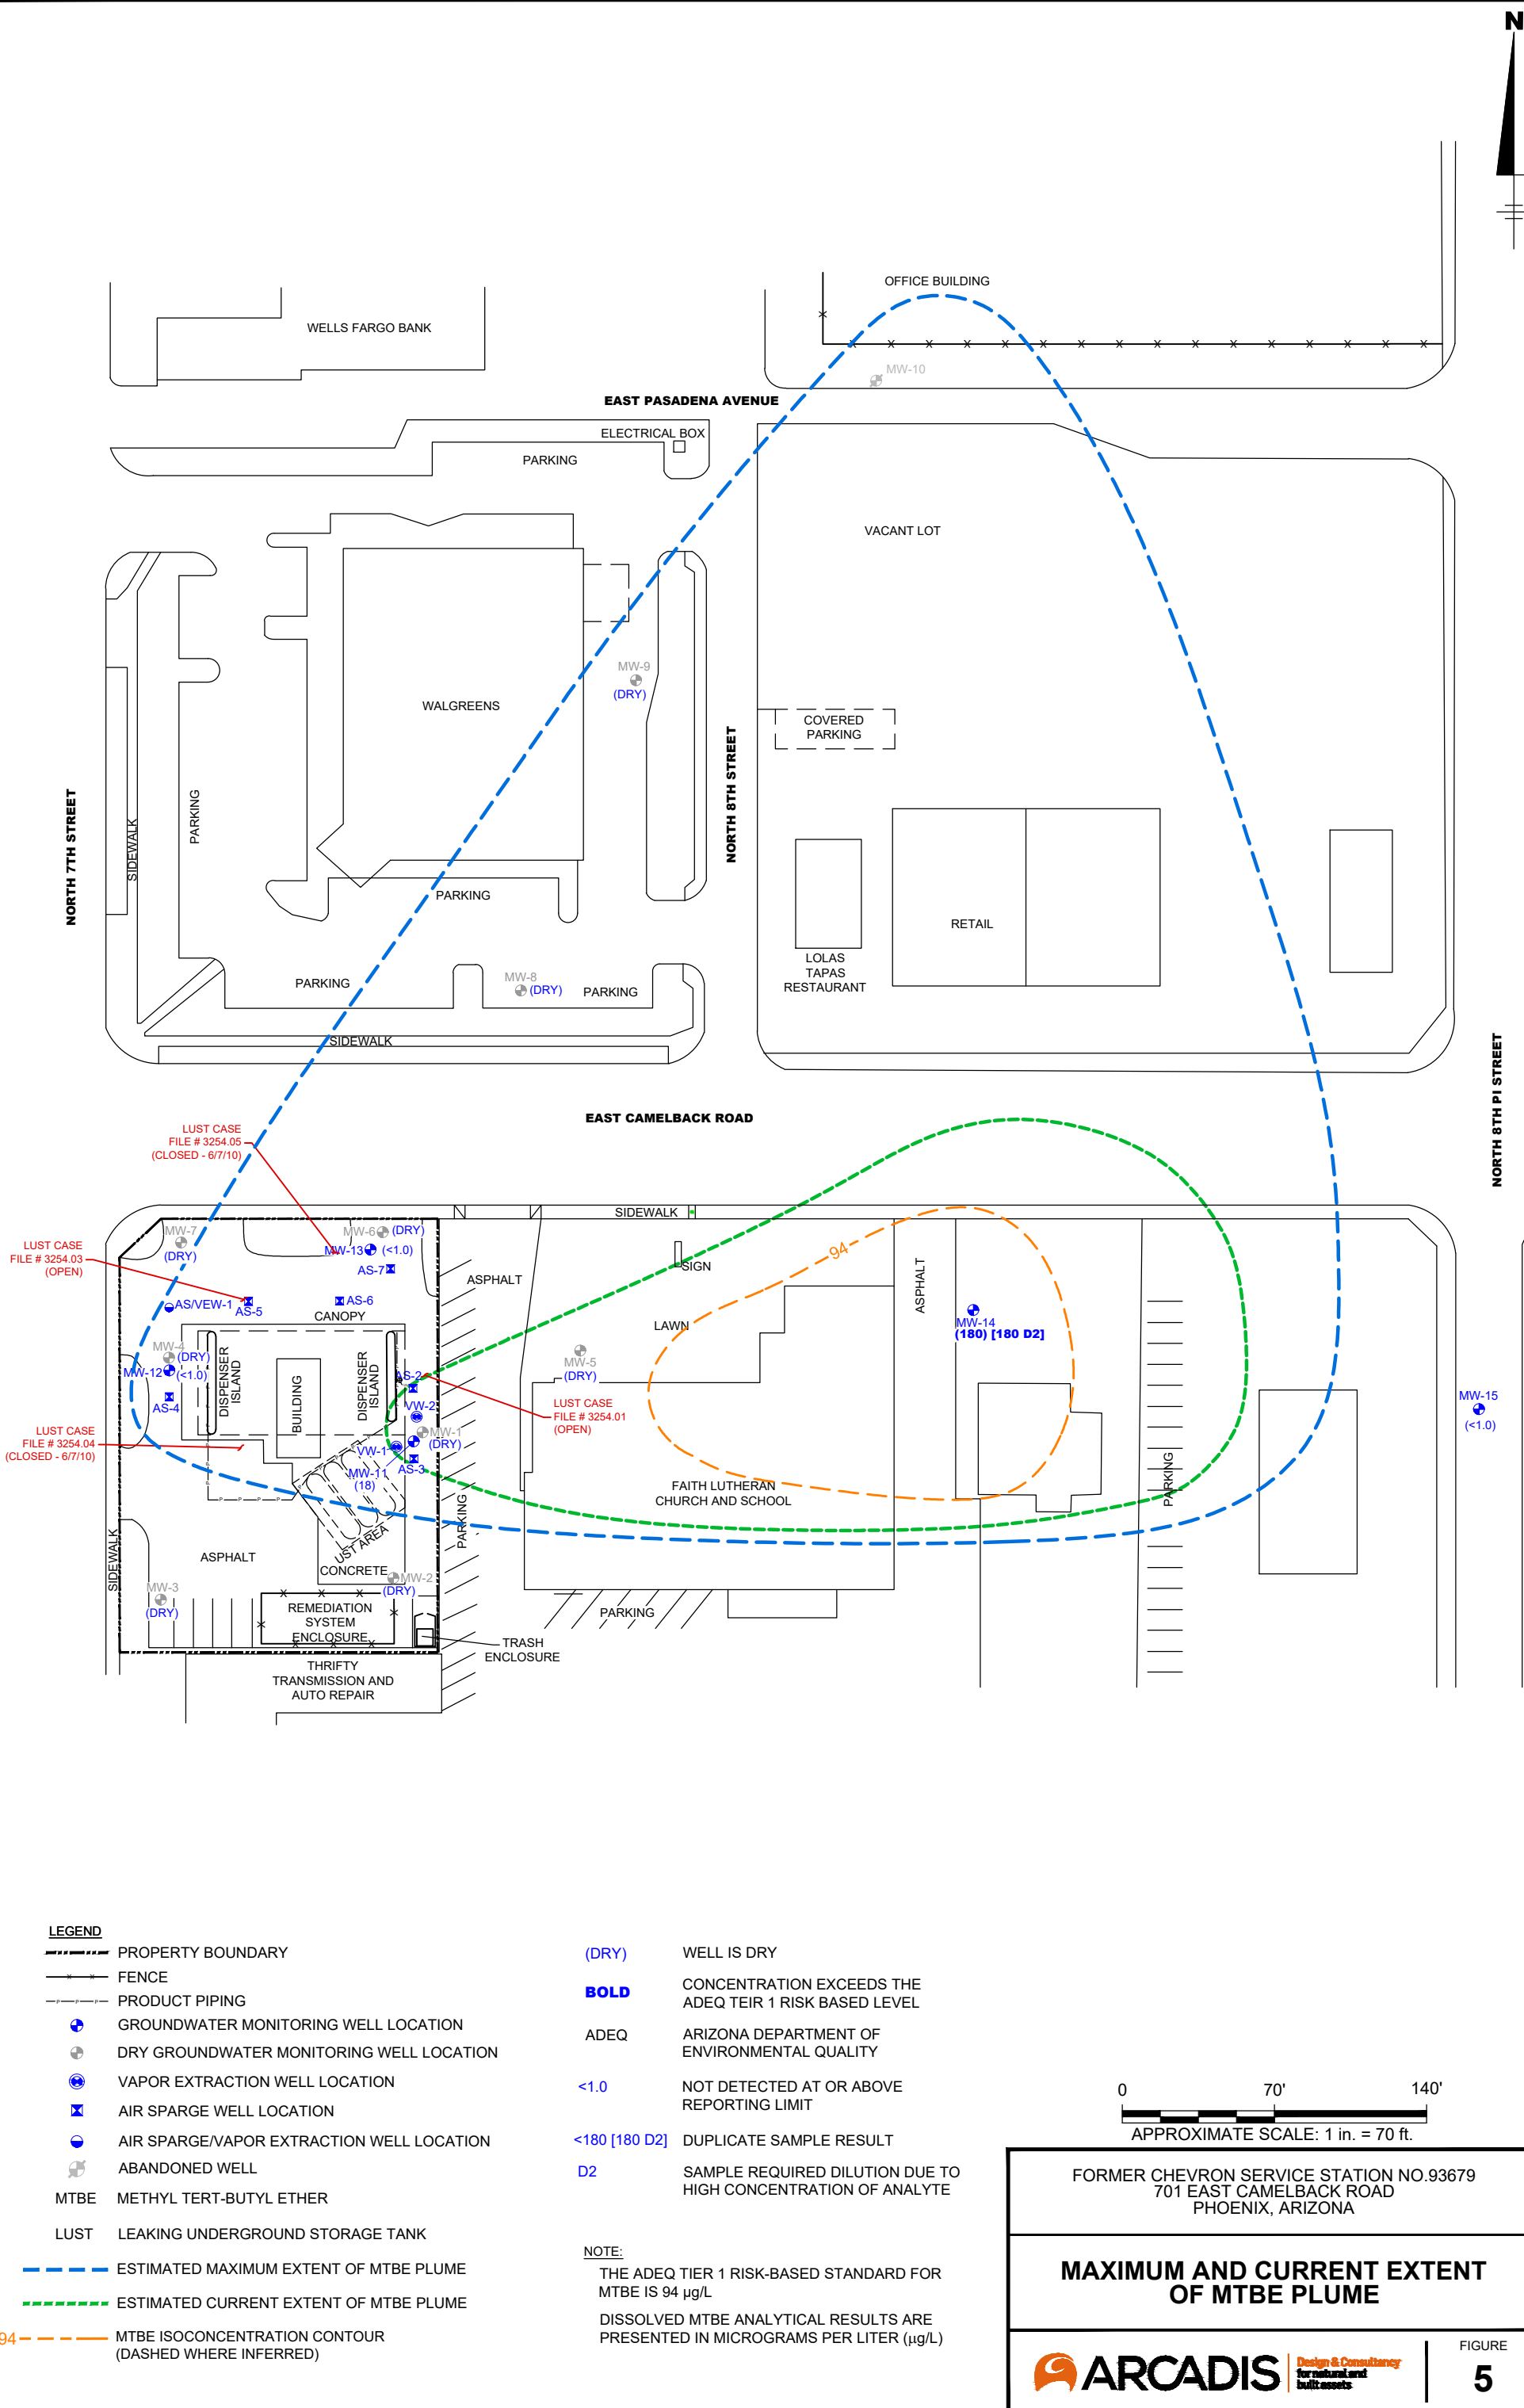 N
OFFICE BUILDING
WELLS FARGO BANK
MW-10
EAST PASADENA AVENUE
ELECTRICAL BOX
PARKING
VACANT LOT
MW-9
(DRY)
WALGREENS
COVERED
PARKING
NORTH 7TH STREET
SIDEWALK
PARKING
NORTH 8TH STREET
PARKING
RETAIL
LOLAS
TAPAS
RESTAURANT
MW-8
(DRY)
PARKING
PARKING
SIDEWALK
NORTH 8TH PI STREET
EAST CAMELBACK ROAD
LUST CASE
FILE # 3254.05
(CLOSED - 6/7/10)
SIDEWALK
MW-7
(DRY)
MW-6
(DRY)
MW-13
(<1.0)
94
LUST CASE
FILE # 3254.03
(OPEN)
AS-7
ASPHALT
SIGN
ASPHALT
AS/VEW-1
AS-5
AS-6
CANOPY
LAWN
MW-14
(180) [180 D2]
MW-4
(DRY)
MW-12
(<1.0)
AS-4
DISPENSER
ISLAND
BUILDING
DISPENSER
ISLAND
AS-2
MW-5
(DRY)
VW-2
MW-1
(DRY)
LUST CASE
FILE # 3254.01
(OPEN)
MW-15
(<1.0)
LUST CASE
FILE # 3254.04
(CLOSED - 6/7/10)
VW-1
AS-3
MW-11
(18)
FAITH LUTHERAN
CHURCH AND SCHOOL
PARKING
PARKING
SIDEWALK
ASPHALT
UST AREA
CONCRETE
MW-2
(DRY)
MW-3
(DRY)
REMEDIATION
SYSTEM
ENCLOSURE
PARKING
TRASH
ENCLOSURE
THRIFTY
TRANSMISSION AND
AUTO REPAIR
LEGEND
PROPERTY BOUNDARY
FENCE
PRODUCT PIPING
GROUNDWATER MONITORING WELL LOCATION
DRY GROUNDWATER MONITORING WELL LOCATION
VAPOR EXTRACTION WELL LOCATION
AIR SPARGE WELL LOCATION
AIR SPARGE/VAPOR EXTRACTION WELL LOCATION
ABANDONED WELL
MTBE METHYL TERT-BUTYL ETHER
LUST LEAKING UNDERGROUND STORAGE TANK
ESTIMATED MAXIMUM EXTENT OF MTBE PLUME
ESTIMATED CURRENT EXTENT OF MTBE PLUME
94 MTBE ISOCONCENTRATION CONTOUR
(DASHED WHERE INFERRED)
(DRY) WELL IS DRY
BOLD CONCENTRATION EXCEEDS THE
ADEQ TEIR 1 RISK BASED LEVEL
ADEQ ARIZONA DEPARTMENT OF
ENVIRONMENTAL QUALITY
<1.0 NOT DETECTED AT OR ABOVE
REPORTING LIMIT
<180 [180 D2] DUPLICATE SAMPLE RESULT
D2 SAMPLE REQUIRED DILUTION DUE TO
HIGH CONCENTRATION OF ANALYTE
NOTE:
THE ADEQ TIER 1 RISK-BASED STANDARD FOR
MTBE IS 94 µg/L
DISSOLVED MTBE ANALYTICAL RESULTS ARE
PRESENTED IN MICROGRAMS PER LITER (µg/L)
0 70' 140'
APPROXIMATE SCALE: 1 in. = 70 ft.
FORMER CHEVRON SERVICE STATION NO.93679
701 EAST CAMELBACK ROAD
PHOENIX, ARIZONA
MAXIMUM AND CURRENT EXTENT
OF MTBE PLUME
ARCADIS
Design & Consultancy
for natural and
built assets
FIGURE
5